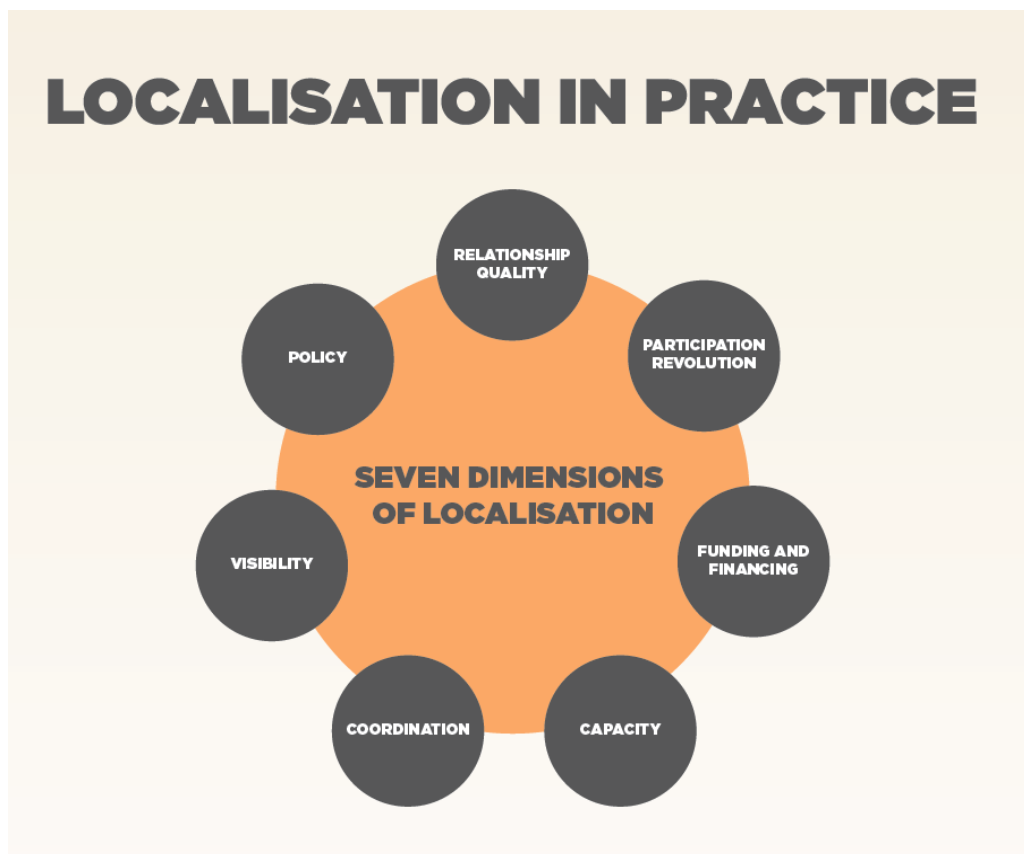 LOCALISATION IN PRACTICE
RELATIONSHIP
QUALITY
PARTICIPATION
REVOLUTION
FUNDING AND
FINANCING
CAPACITY
COORDINATION
VISIBILITY
POLICY
SEVEN DIMENSIONS
OF LOCALISATION